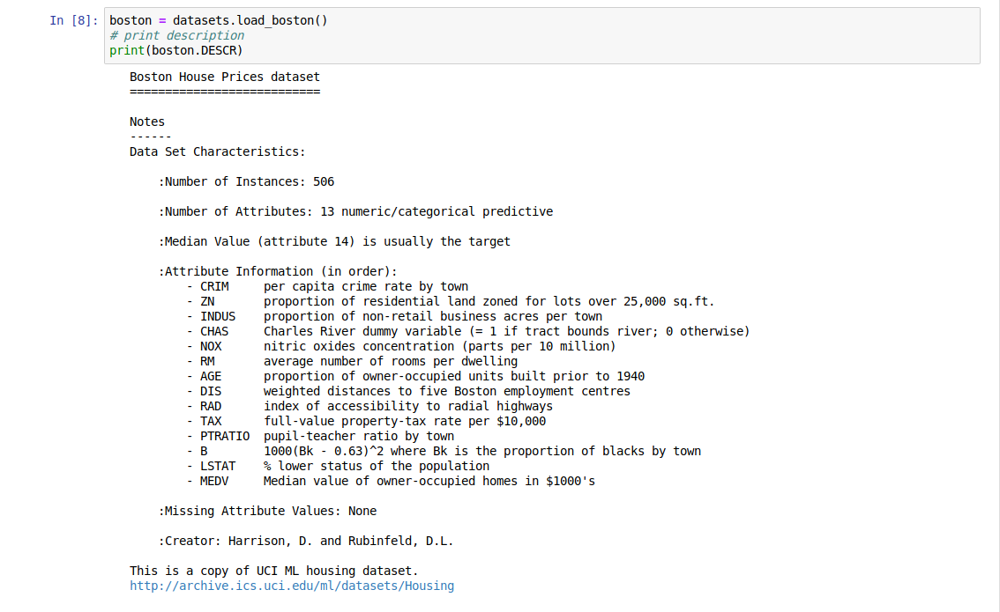 In [8]: boston = datasets.load_boston()
# print description
print(boston.DESCR)
Boston House Prices dataset
===========================
Notes
------
Data Set Characteristics:
:Number of Instances: 506
:Number of Attributes: 13 numeric/categorical predictive
:Median Value (attribute 14) is usually the target
:Attribute Information (in order):
- CRIM per capita crime rate by town
- ZN proportion of residential land zoned for lots over 25,000 sq.ft.
- INDUS proportion of non-retail business acres per town
- CHAS Charles River dummy variable (= 1 if tract bounds river; 0 otherwise)
- NOX nitric oxides concentration (parts per 10 million)
- RM average number of rooms per dwelling
- AGE proportion of owner-occupied units built prior to 1940
- DIS weighted distances to five Boston employment centres
- RAD index of accessibility to radial highways
- TAX full-value property-tax rate per $10,000
- PTRATIO pupil-teacher ratio by town
- B 1000(Bk - 0.63)^2 where Bk is the proportion of blacks by town
- LSTAT % lower status of the population
- MEDV Median value of owner-occupied homes in $1000's
:Missing Attribute Values: None
:Creator: Harrison, D. and Rubinfeld, D.L.
This is a copy of UCI ML housing dataset.
http://archive.ics.uci.edu/ml/datasets/Housing